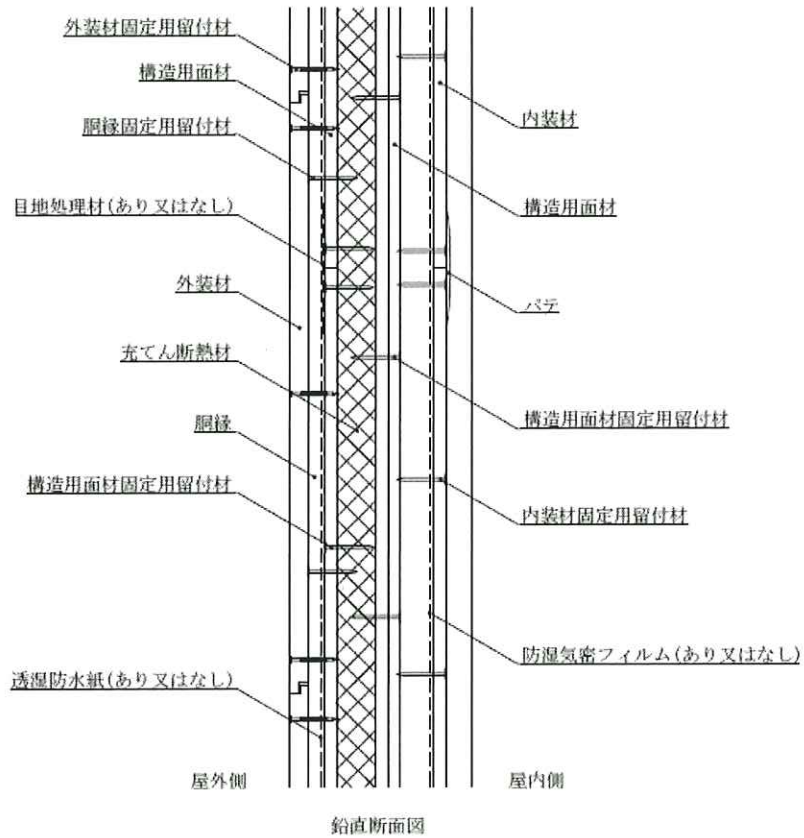 外装材固定用留付材
構造用面材
胴縁固定用留付材
目地処理材(あり又はなし)
外装材
充てん断熱材
胴縁
構造用面材固定用留付材
透湿防水紙(あり又はなし)
内装材
構造用面材
パテ
構造用面材固定用留付材
内装材固定用留付材
防湿気密フィルム(あり又はなし)
屋外側
屋内側
鉛直断面図